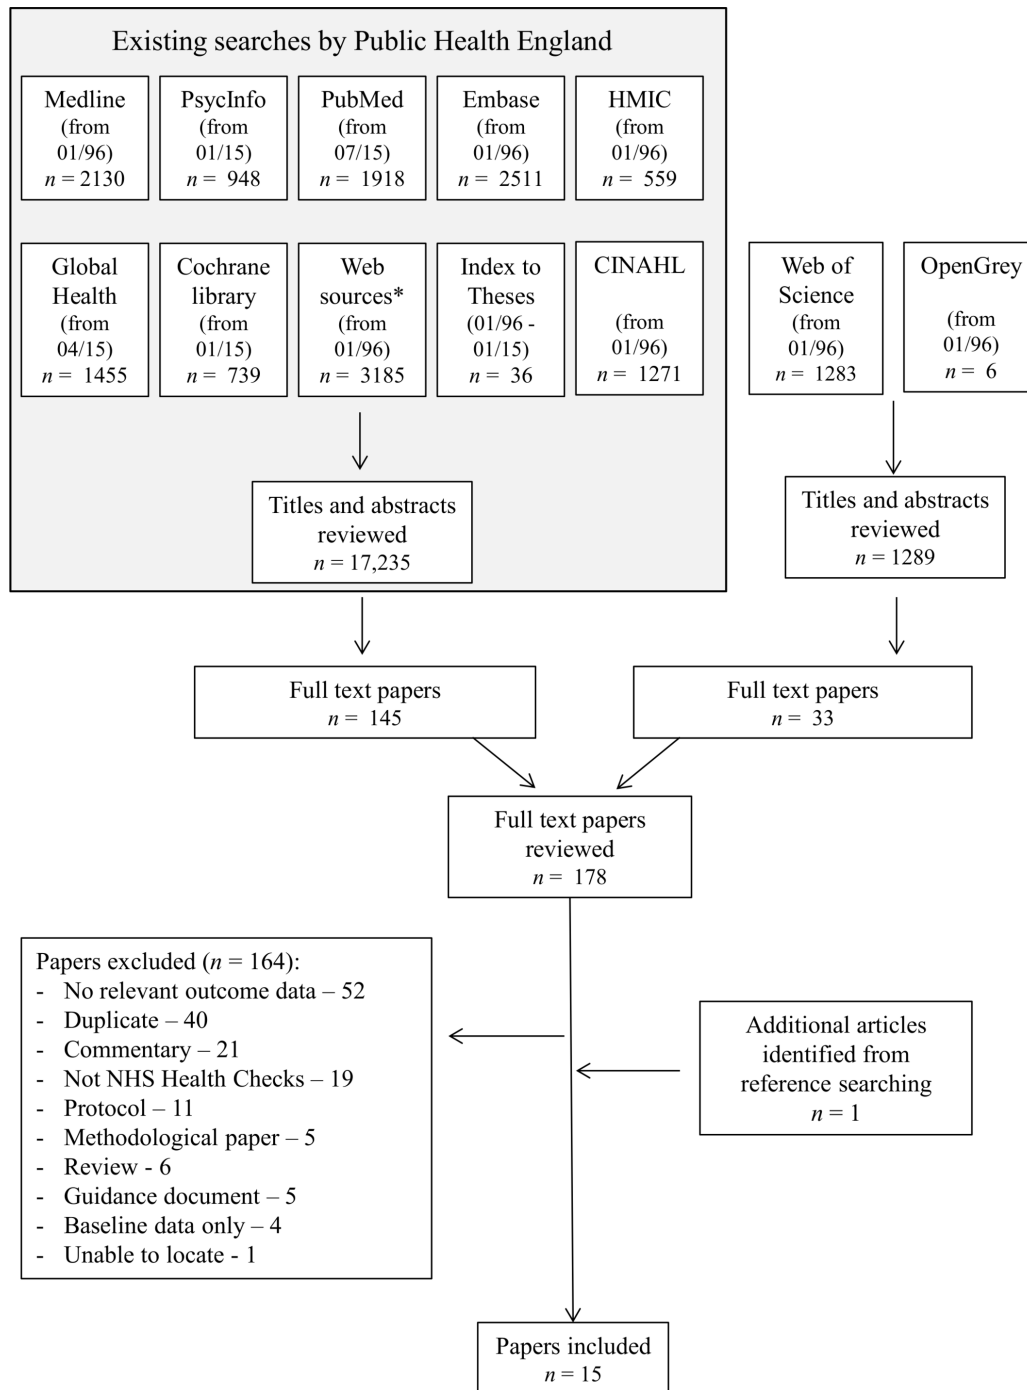 Existing searches by Public Health England
Medline
(from
01/96)
n = 2130
PsycInfo
(from
01/15)
n = 948
PubMed
(from
07/15)
n = 1918
Embase
(from
01/96)
n = 2511
HMIC
(from
01/96)
n = 559
Global
Health
(from
04/15)
n = 1455
Cochrane
library
(from
01/15)
n = 739
Web
sources*
(from
01/96)
n = 3185
Index to
Theses
(01/96 -
01/15)
n = 36
CINAHL
(from
01/96)
n = 1271
Web of
Science
(from
01/96)
n = 1283
OpenGrey
(from
01/96)
n = 6
Titles and abstracts
reviewed
n = 17,235
Titles and abstracts
reviewed
n = 1289
Full text papers
n = 145
Full text papers
n = 33
Full text papers
reviewed
n = 178
Papers excluded (n = 164):
- No relevant outcome data – 52
- Duplicate – 40
- Commentary – 21
- Not NHS Health Checks – 19
- Protocol – 11
- Methodological paper – 5
- Review - 6
- Guidance document – 5
- Baseline data only – 4
- Unable to locate - 1
Additional articles
identified from
reference searching
n = 1
Papers included
n = 15